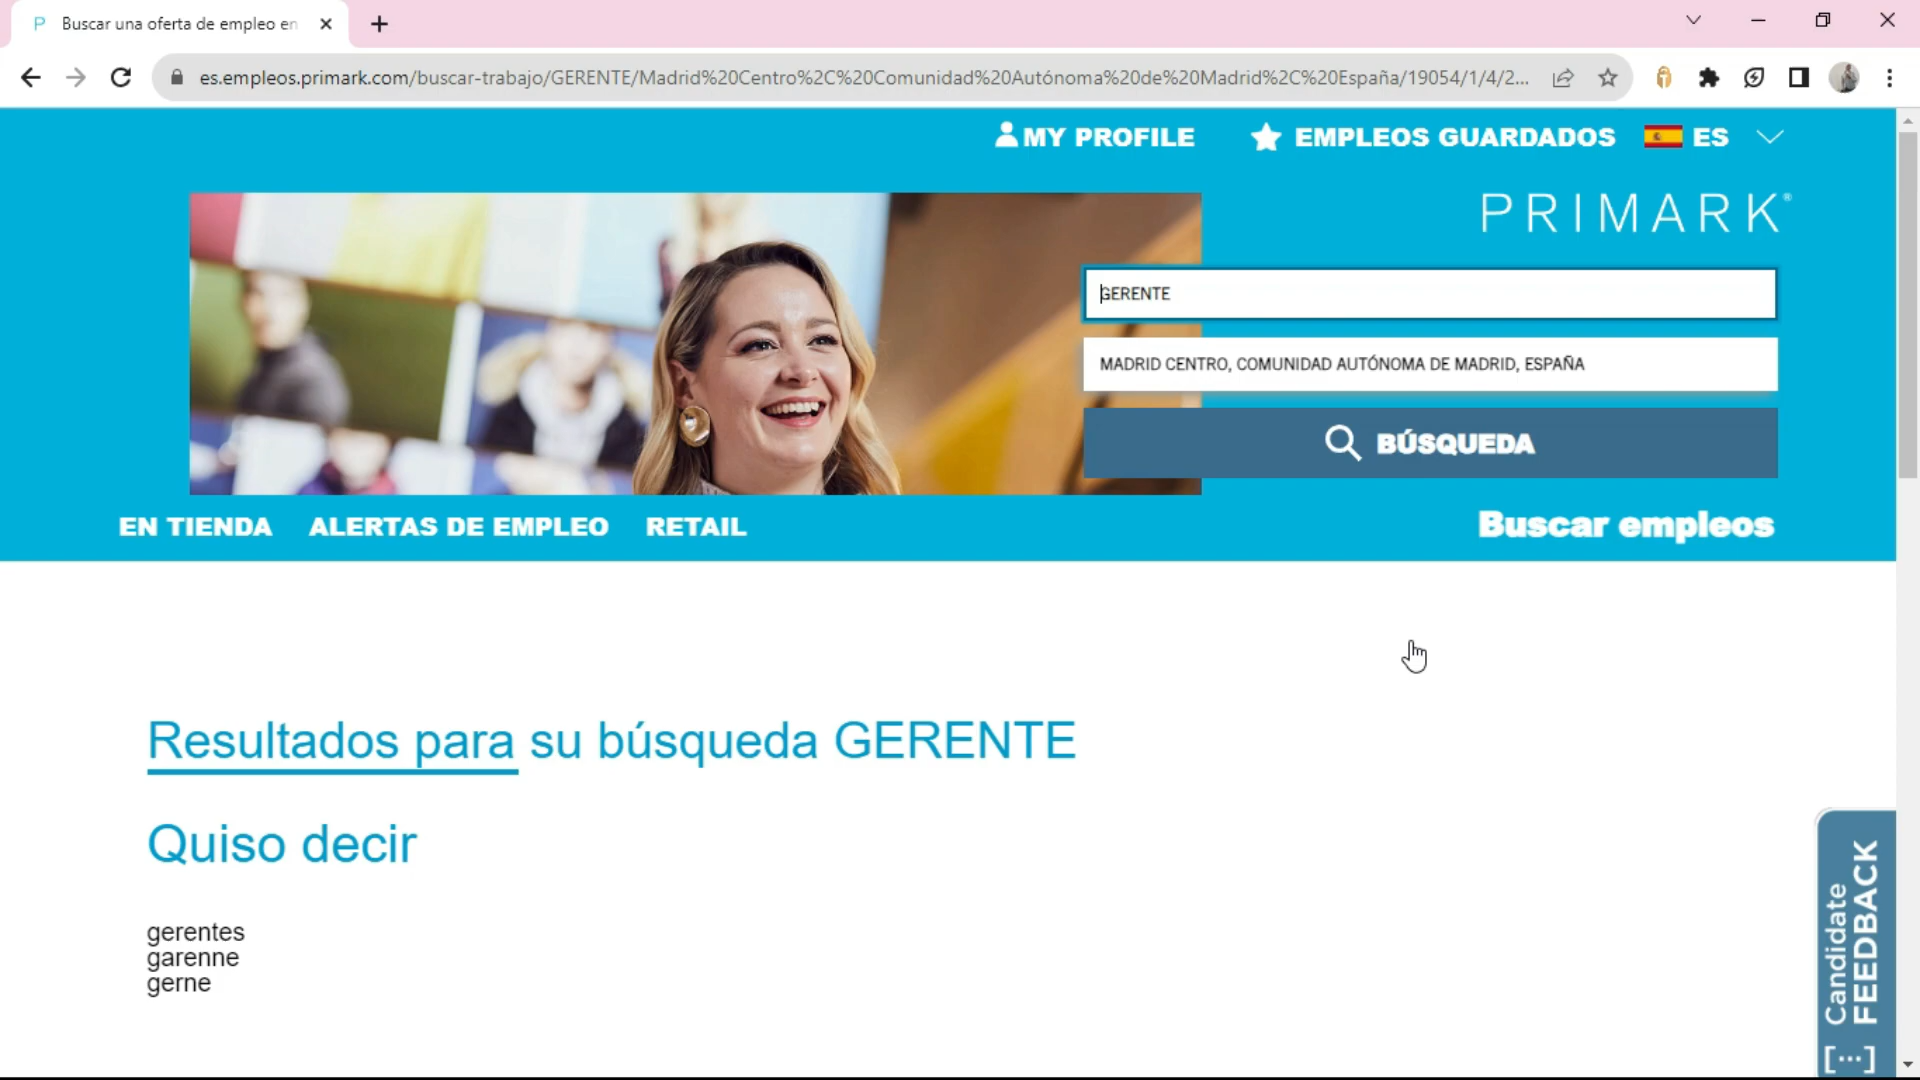 P Buscar una oferta de empleo en
es.empleos.primark.com/buscar-trabajo/GERENTE/Madrid%20Centro%2C%20Comunidad%20Autónoma%20de%20Madrid%2C%20España/19054/1/4/2...
MY PROFILE EMPLEOS GUARDADOS ES
PRIMARK®
GERENTE
MADRID CENTRO, COMUNIDAD AUTÓNOMA DE MADRID, ESPAÑA
BÚSQUEDA
EN TIENDA ALERTAS DE EMPLEO RETAIL Buscar empleos
Resultados para su búsqueda GERENTE
Quiso decir
gerentes
garenne
gerne
Candidate
FEEDBACK
[···]